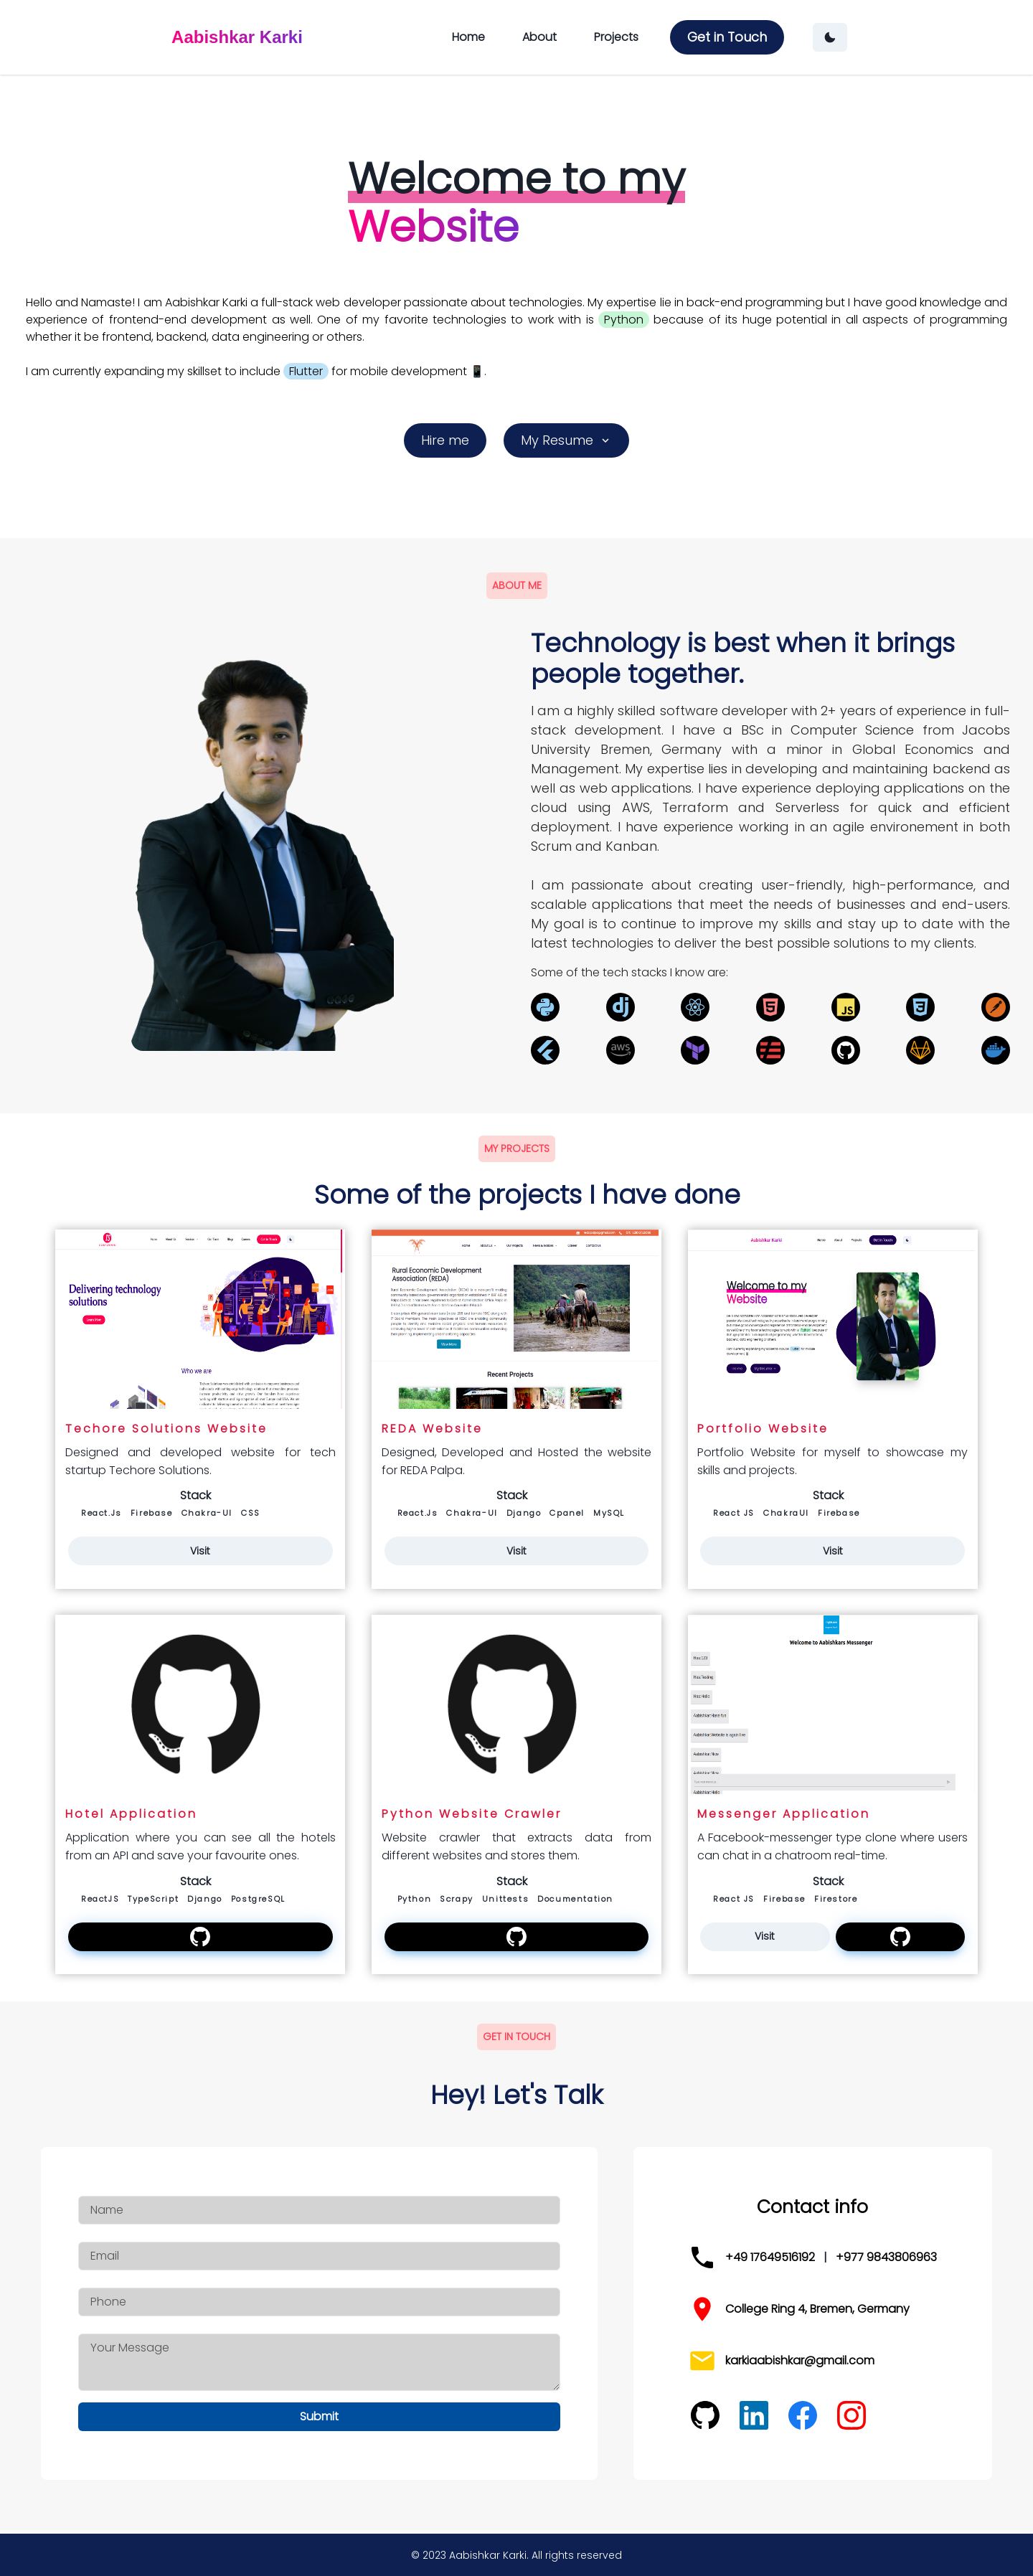 Aabishkar Karki
Home
About
Projects
Get in Touch
Welcome to my
Website
Hello and Namaste! I am Aabishkar Karki a full-stack web developer passionate about technologies. My expertise lie in back-end programming but I have good knowledge and
experience of frontend-end development as well. One of my favorite technologies to work with is Python because of its huge potential in all aspects of programming
whether it be frontend, backend, data engineering or others.
I am currently expanding my skillset to include Flutter for mobile development 📱.
Hire me
My Resume
ABOUT ME
Technology is best when it brings
people together.
I am a highly skilled software developer with 2+ years of experience in full-
stack development. I have a BSc in Computer Science from Jacobs
University Bremen, Germany with a minor in Global Economics and
Management. My expertise lies in developing and maintaining backend as
well as web applications. I have experience deploying applications on the
cloud using AWS, Terraform and Serverless for quick and efficient
deployment. I have experience working in an agile environement in both
Scrum and Kanban.
I am passionate about creating user-friendly, high-performance, and
scalable applications that meet the needs of businesses and end-users.
My goal is to continue to improve my skills and stay up to date with the
latest technologies to deliver the best possible solutions to my clients.
Some of the tech stacks I know are:
dj
JS
aws
MY PROJECTS
Some of the projects I have done
Delivering technology
solutions
Who we are
Techore Solutions Website
Designed and developed website for tech
startup Techore Solutions.
Stack
React.Js Firebase Chakra-UI CSS
Visit
Rural Economic Development
Association (REDA)
Recent Projects
REDA Website
Designed, Developed and Hosted the website
for REDA Palpa.
Stack
React.Js Chakra-UI Django Cpanel MySQL
Visit
Aabishkar Karki
Welcome to my
Website
Portfolio Website
Portfolio Website for myself to showcase my
skills and projects.
Stack
React JS ChakraUI Firebase
Visit
Hotel Application
Application where you can see all the hotels
from an API and save your favourite ones.
Stack
ReactJS TypeScript Django PostgreSQL
Python Website Crawler
Website crawler that extracts data from
different websites and stores them.
Stack
Python Scrapy Unittests Documentation
Welcome to Aabishkars Messenger
Messenger Application
A Facebook-messenger type clone where users
can chat in a chatroom real-time.
Stack
React JS Firebase Firestore
Visit
GET IN TOUCH
Hey! Let's Talk
Name
Email
Phone
Your Message
Submit
Contact info
+49 17649516192 | +977 9843806963
College Ring 4, Bremen, Germany
karkiaabishkar@gmail.com
© 2023 Aabishkar Karki. All rights reserved